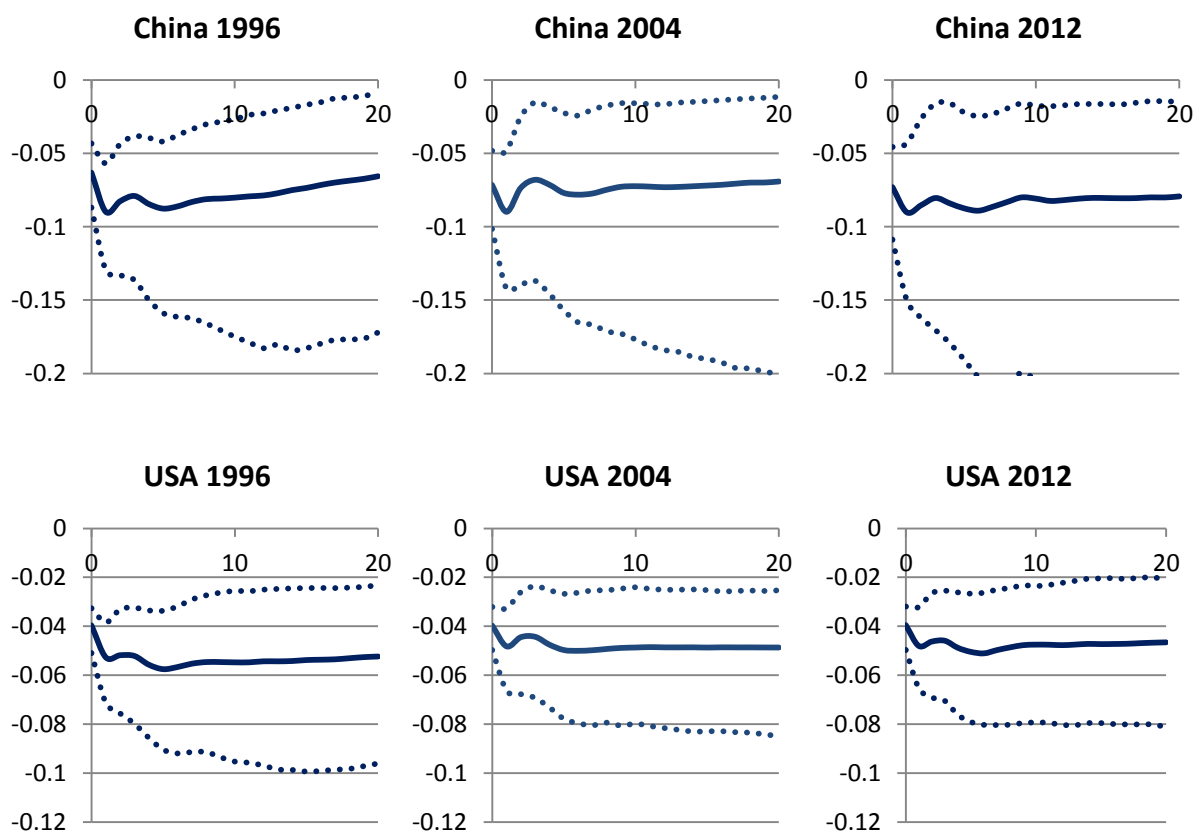 China 1996 China 2004 China 2012
0 0 0
0 10 20 0 10 20 0 10 20
-0.05 -0.05 -0.05
-0.1 -0.1 -0.1
-0.15 -0.15 -0.15
-0.2 -0.2 -0.2
USA 1996 USA 2004 USA 2012
0 0 0
0 10 20 0 10 20 0 10 20
-0.02 -0.02 -0.02
-0.04 -0.04 -0.04
-0.06 -0.06 -0.06
-0.08 -0.08 -0.08
-0.1 -0.1 -0.1
-0.12 -0.12 -0.12